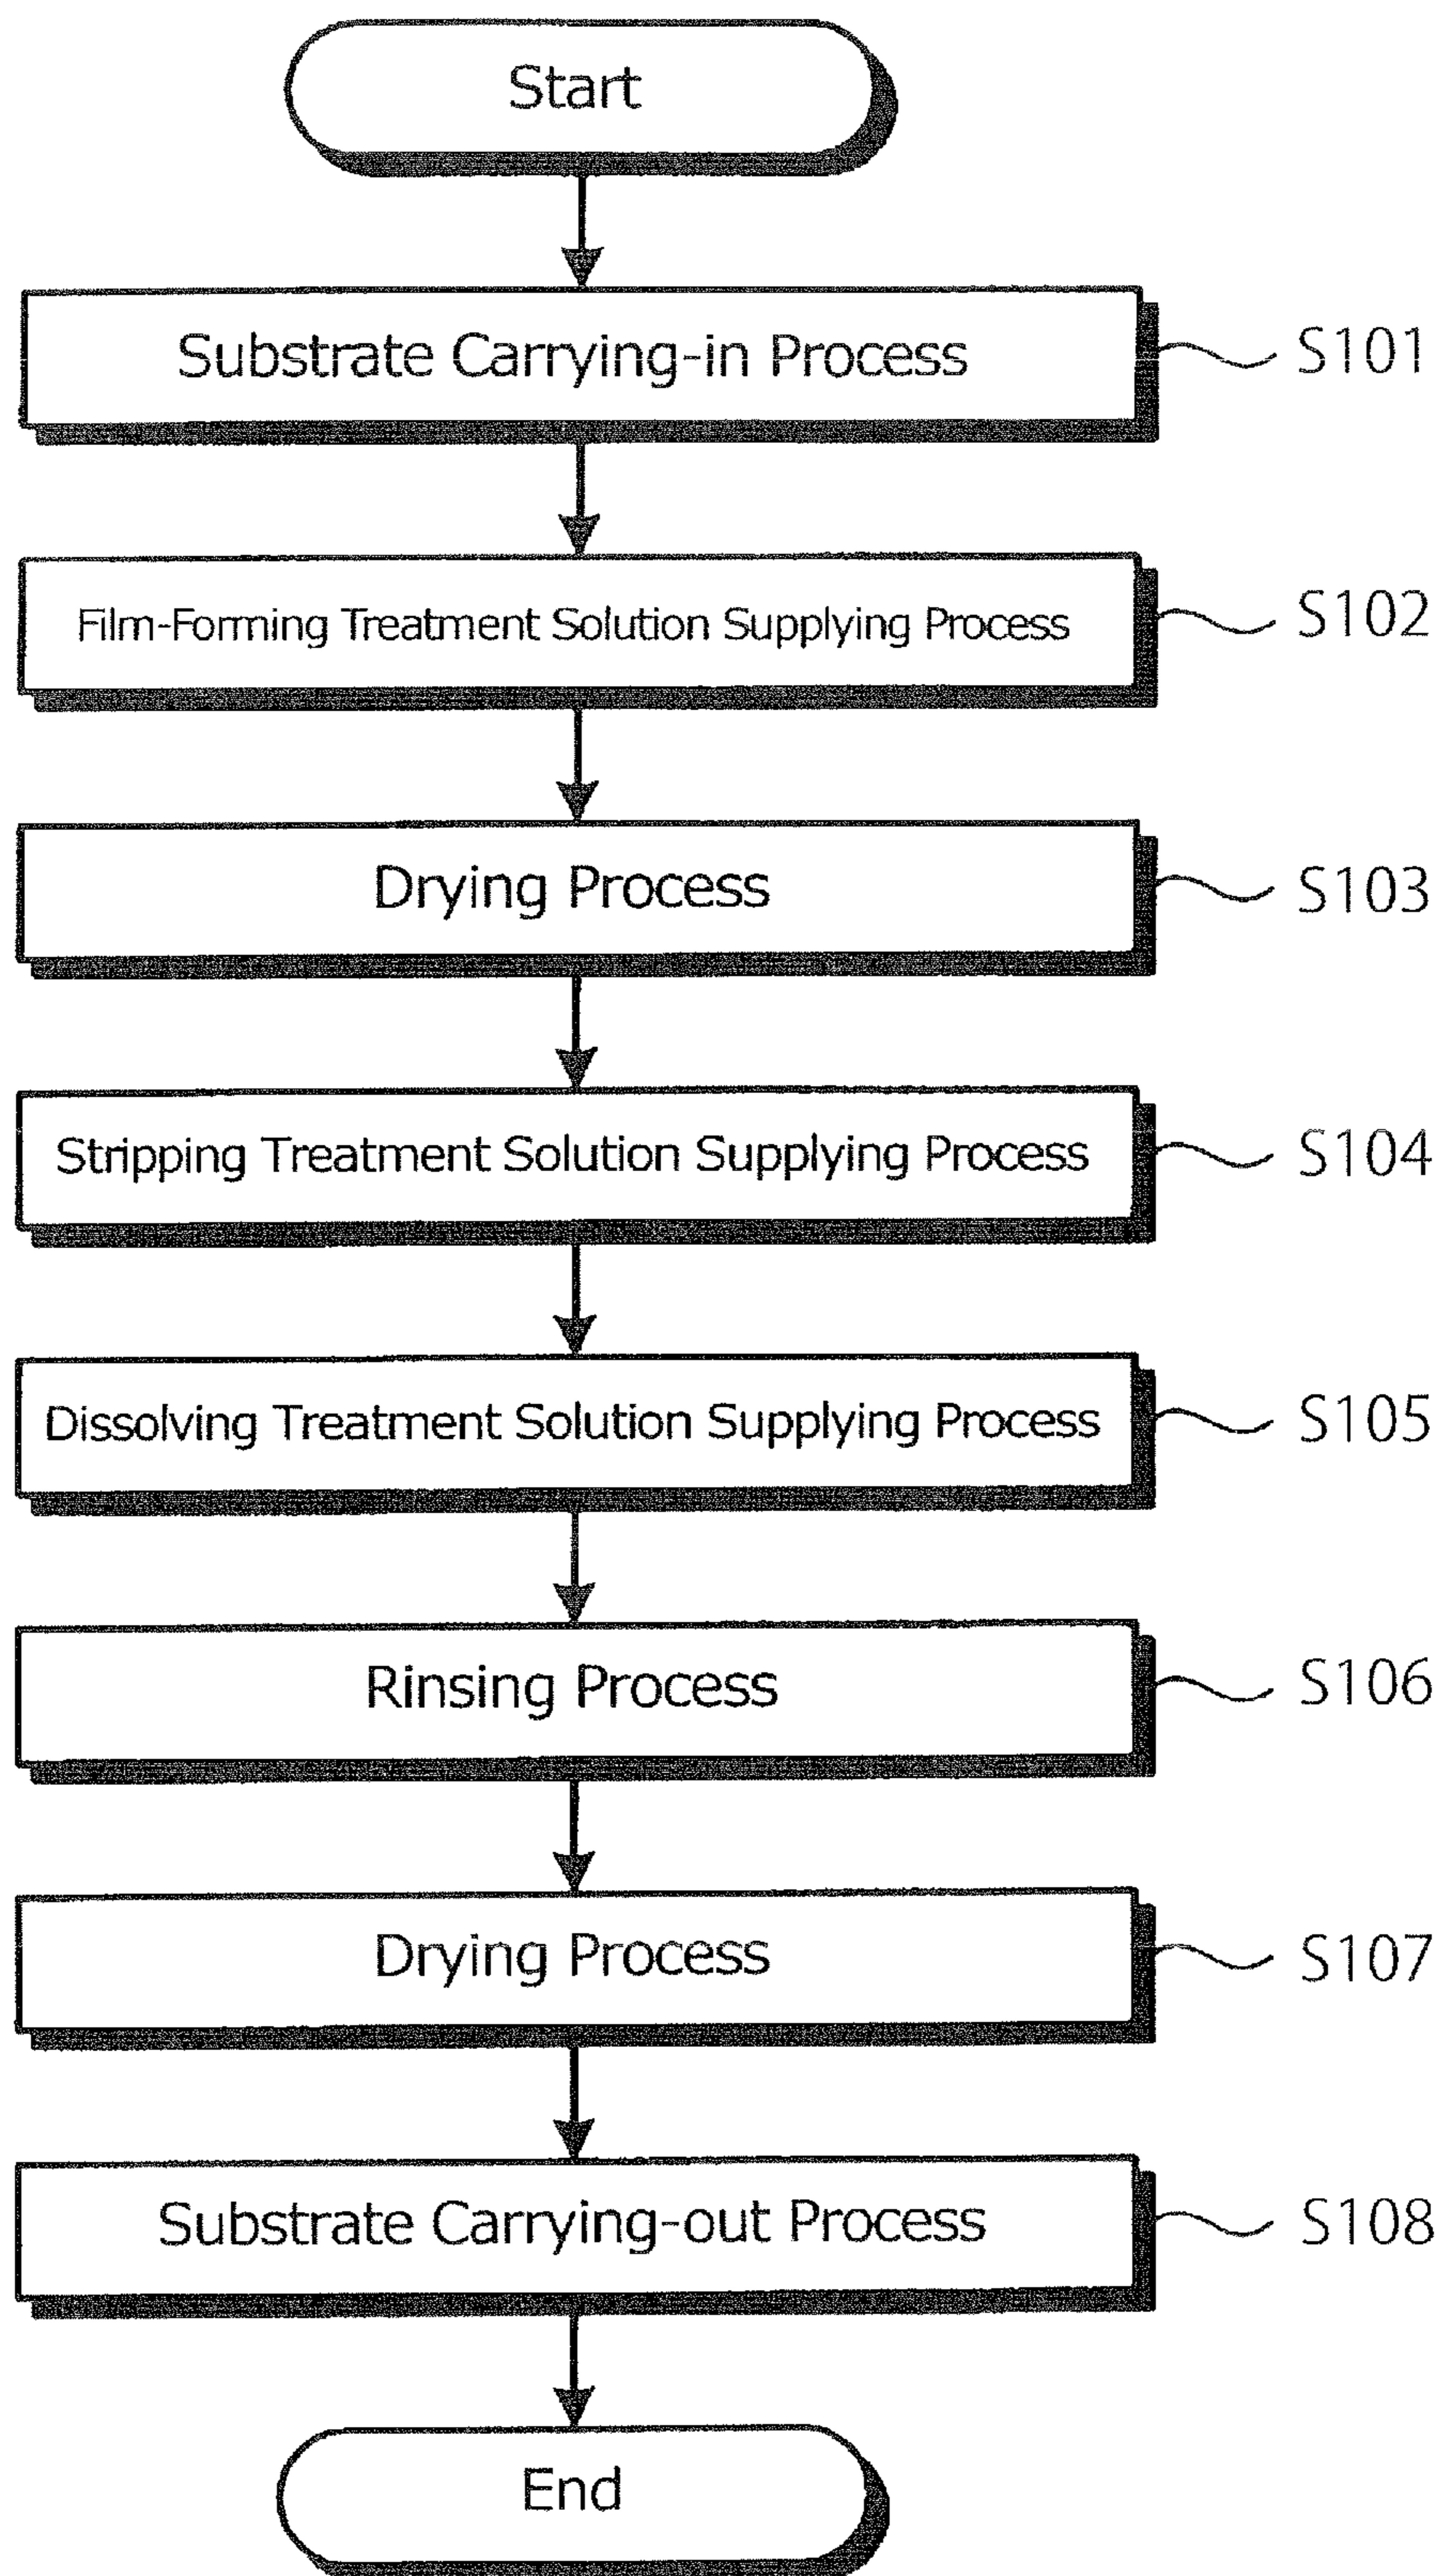 Start
Substrate Carrying-in Process
S101
Film-Forming Treatment Solution Supplying Process
S102
Drying Process
S103
Stripping Treatment Solution Supplying Process
S104
Dissolving Treatment Solution Supplying Process
S105
Rinsing Process
S106
Drying Process
S107
Substrate Carrying-out Process
S108
End